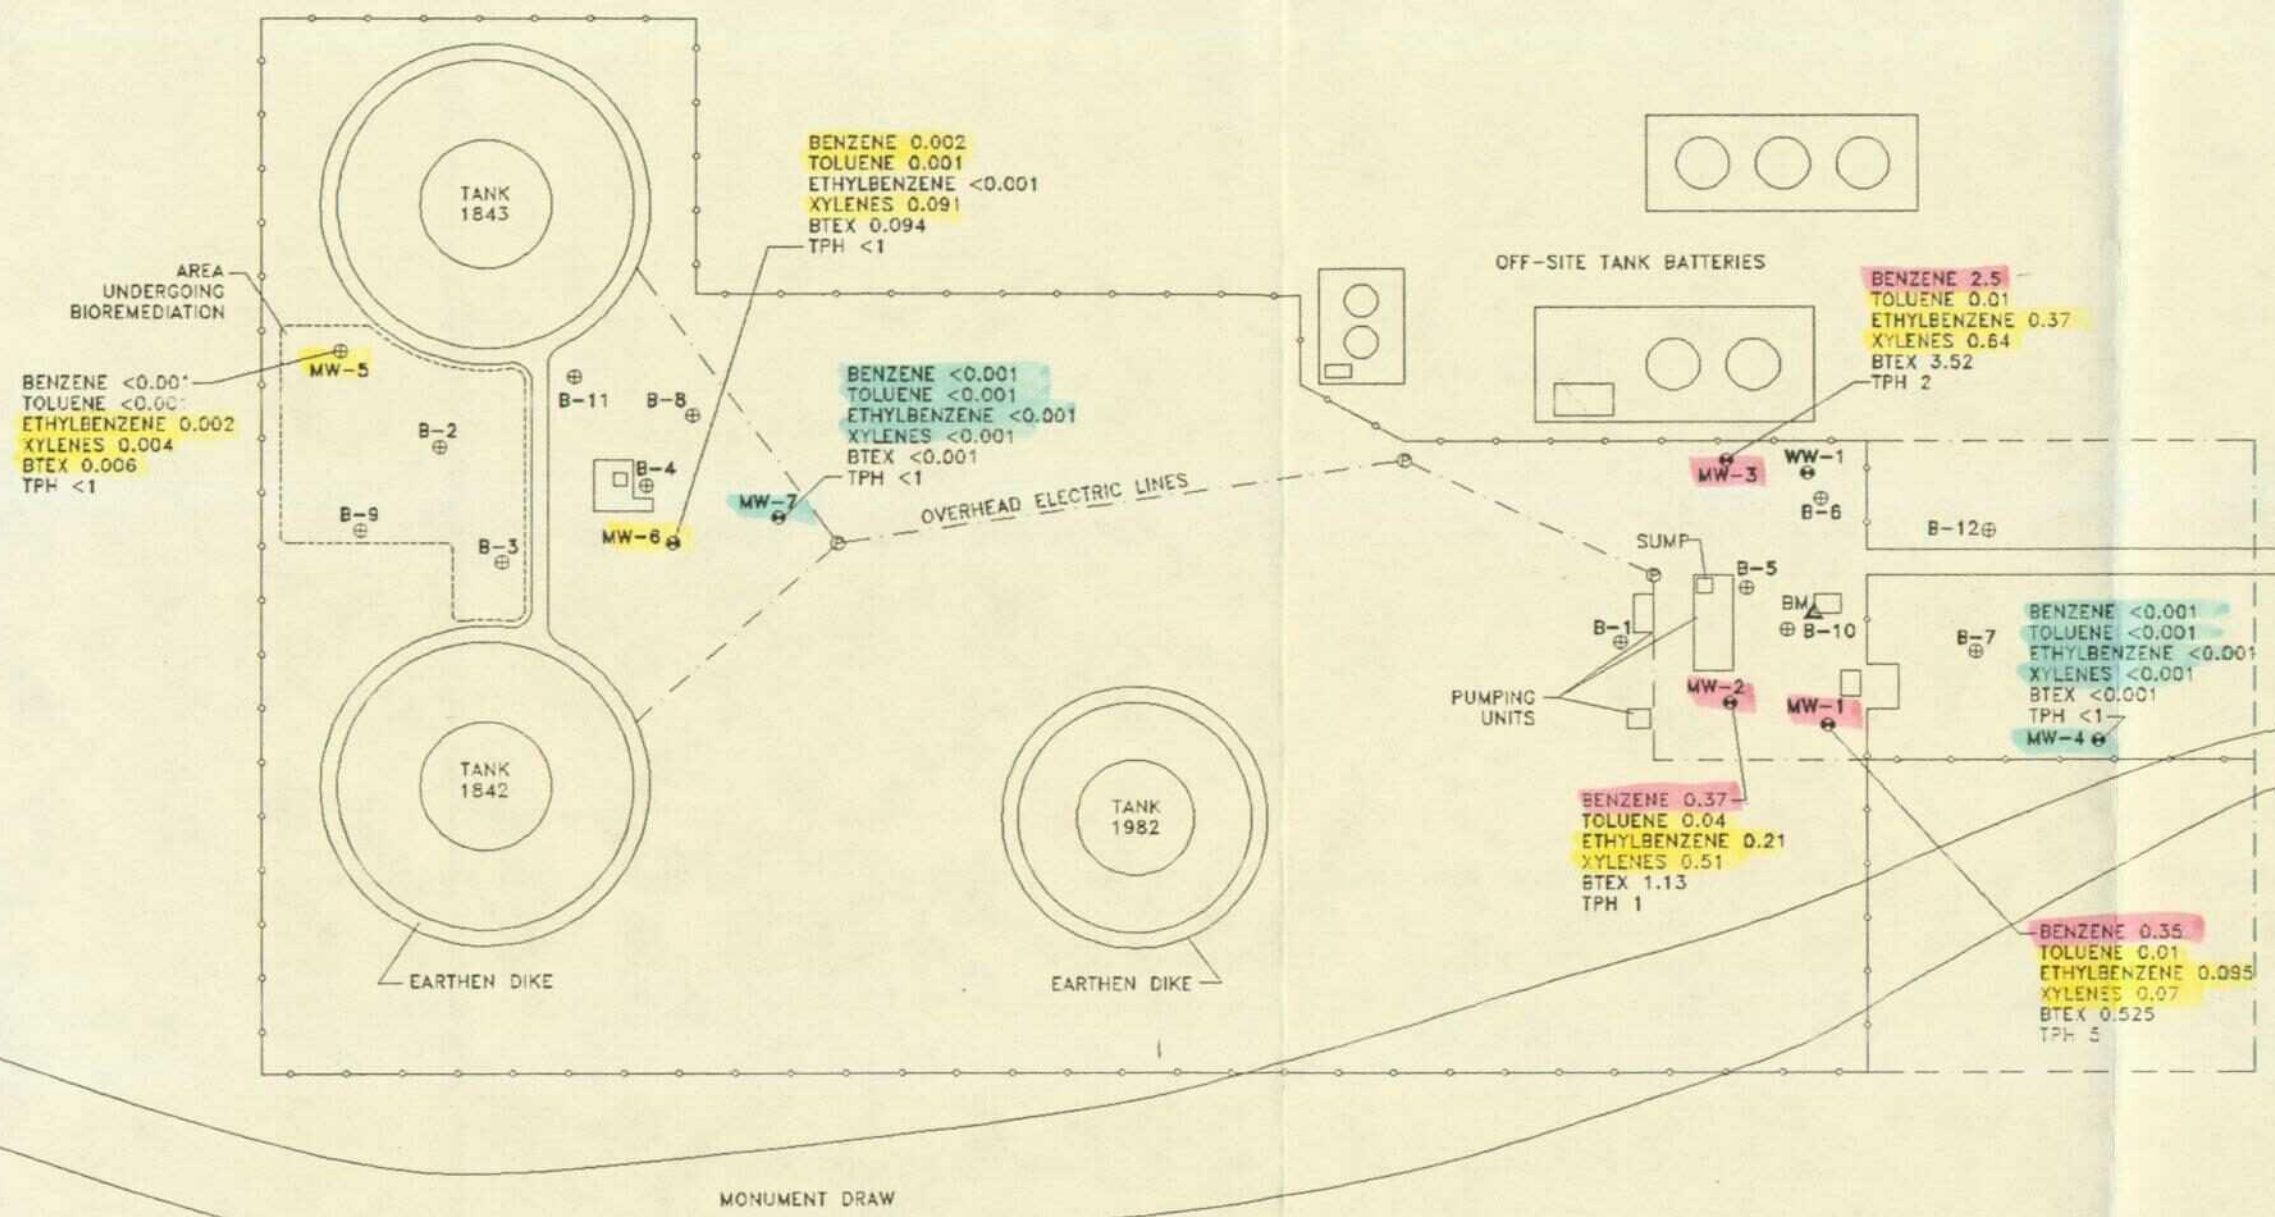 TANK
1843
BENZENE 0.002
TOLUENE 0.001
ETHYLBENZENE <0.001
XYLENES 0.091
BTEX 0.094
TPH <1
AREA
UNDERGOING
BIOREMEDIATION
OFF-SITE TANK BATTERIES
BENZENE 2.5
TOLUENE 0.01
ETHYLBENZENE 0.37
XYLENES 0.64
BTEX 3.52
TPH 2
MW-5
BENZENE <0.001
TOLUENE <0.001
ETHYLBENZENE 0.002
XYLENES 0.004
BTEX 0.006
TPH <1
B-11
B-8
BENZENE <0.001
TOLUENE <0.001
ETHYLBENZENE <0.001
XYLENES <0.001
BTEX <0.001
TPH <1
B-2
B-4
MW-7
OVERHEAD ELECTRIC LINES
P
P
MW-3
WW-1
B-6
B-9
B-3
MW-6
B-12
SUMP
B-5
P
BM
B-10
B-1
B-7
BENZENE <0.001
TOLUENE <0.001
ETHYLBENZENE <0.001
XYLENES <0.001
BTEX <0.001
TPH <1
MW-4
PUMPING
UNITS
MW-2
MW-1
TANK
1842
TANK
1982
BENZENE 0.37
TOLUENE 0.04
ETHYLBENZENE 0.21
XYLENES 0.51
BTEX 1.13
TPH 1
BENZENE 0.35
TOLUENE 0.01
ETHYLBENZENE 0.095
XYLENES 0.07
BTEX 0.525
TPH 5
EARTHEN DIKE
EARTHEN DIKE
MONUMENT DRAW